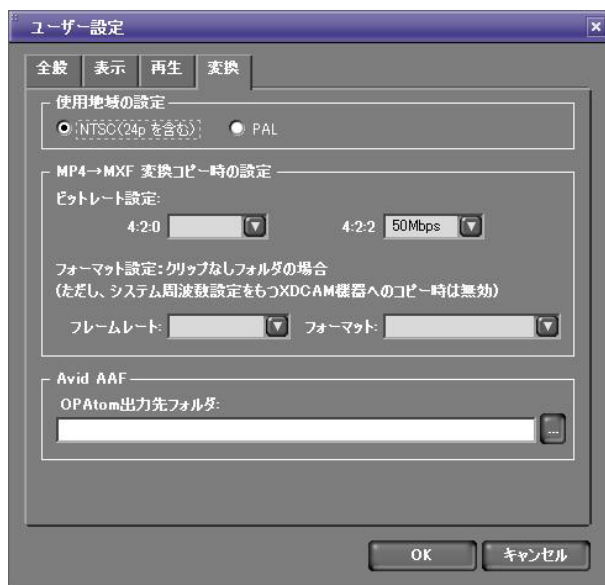 ユーザー設定
全般 表示 再生 変換
使用地域の設定
NTSC(24p を含む) PAL
MP4→MXF 変換コピー時の設定
ビットレート設定:
4:2:0 4:2:2 50Mbps
フォーマット設定:クリップなしフォルダの場合
(ただし、システム周波数設定をもつXDCAM機器へのコピー時は無効)
フレームレート: フォーマット:
Avid AAF
OPAtom出力先フォルダ:
...
OK キャンセル